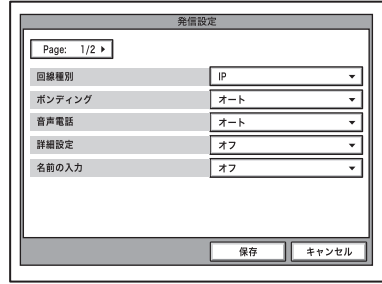 発信設定
Page: 1/2
回線種別 IP
ボンディング オート
音声電話 オート
詳細設定 オフ
名前の入力 オフ
保存 キャンセル